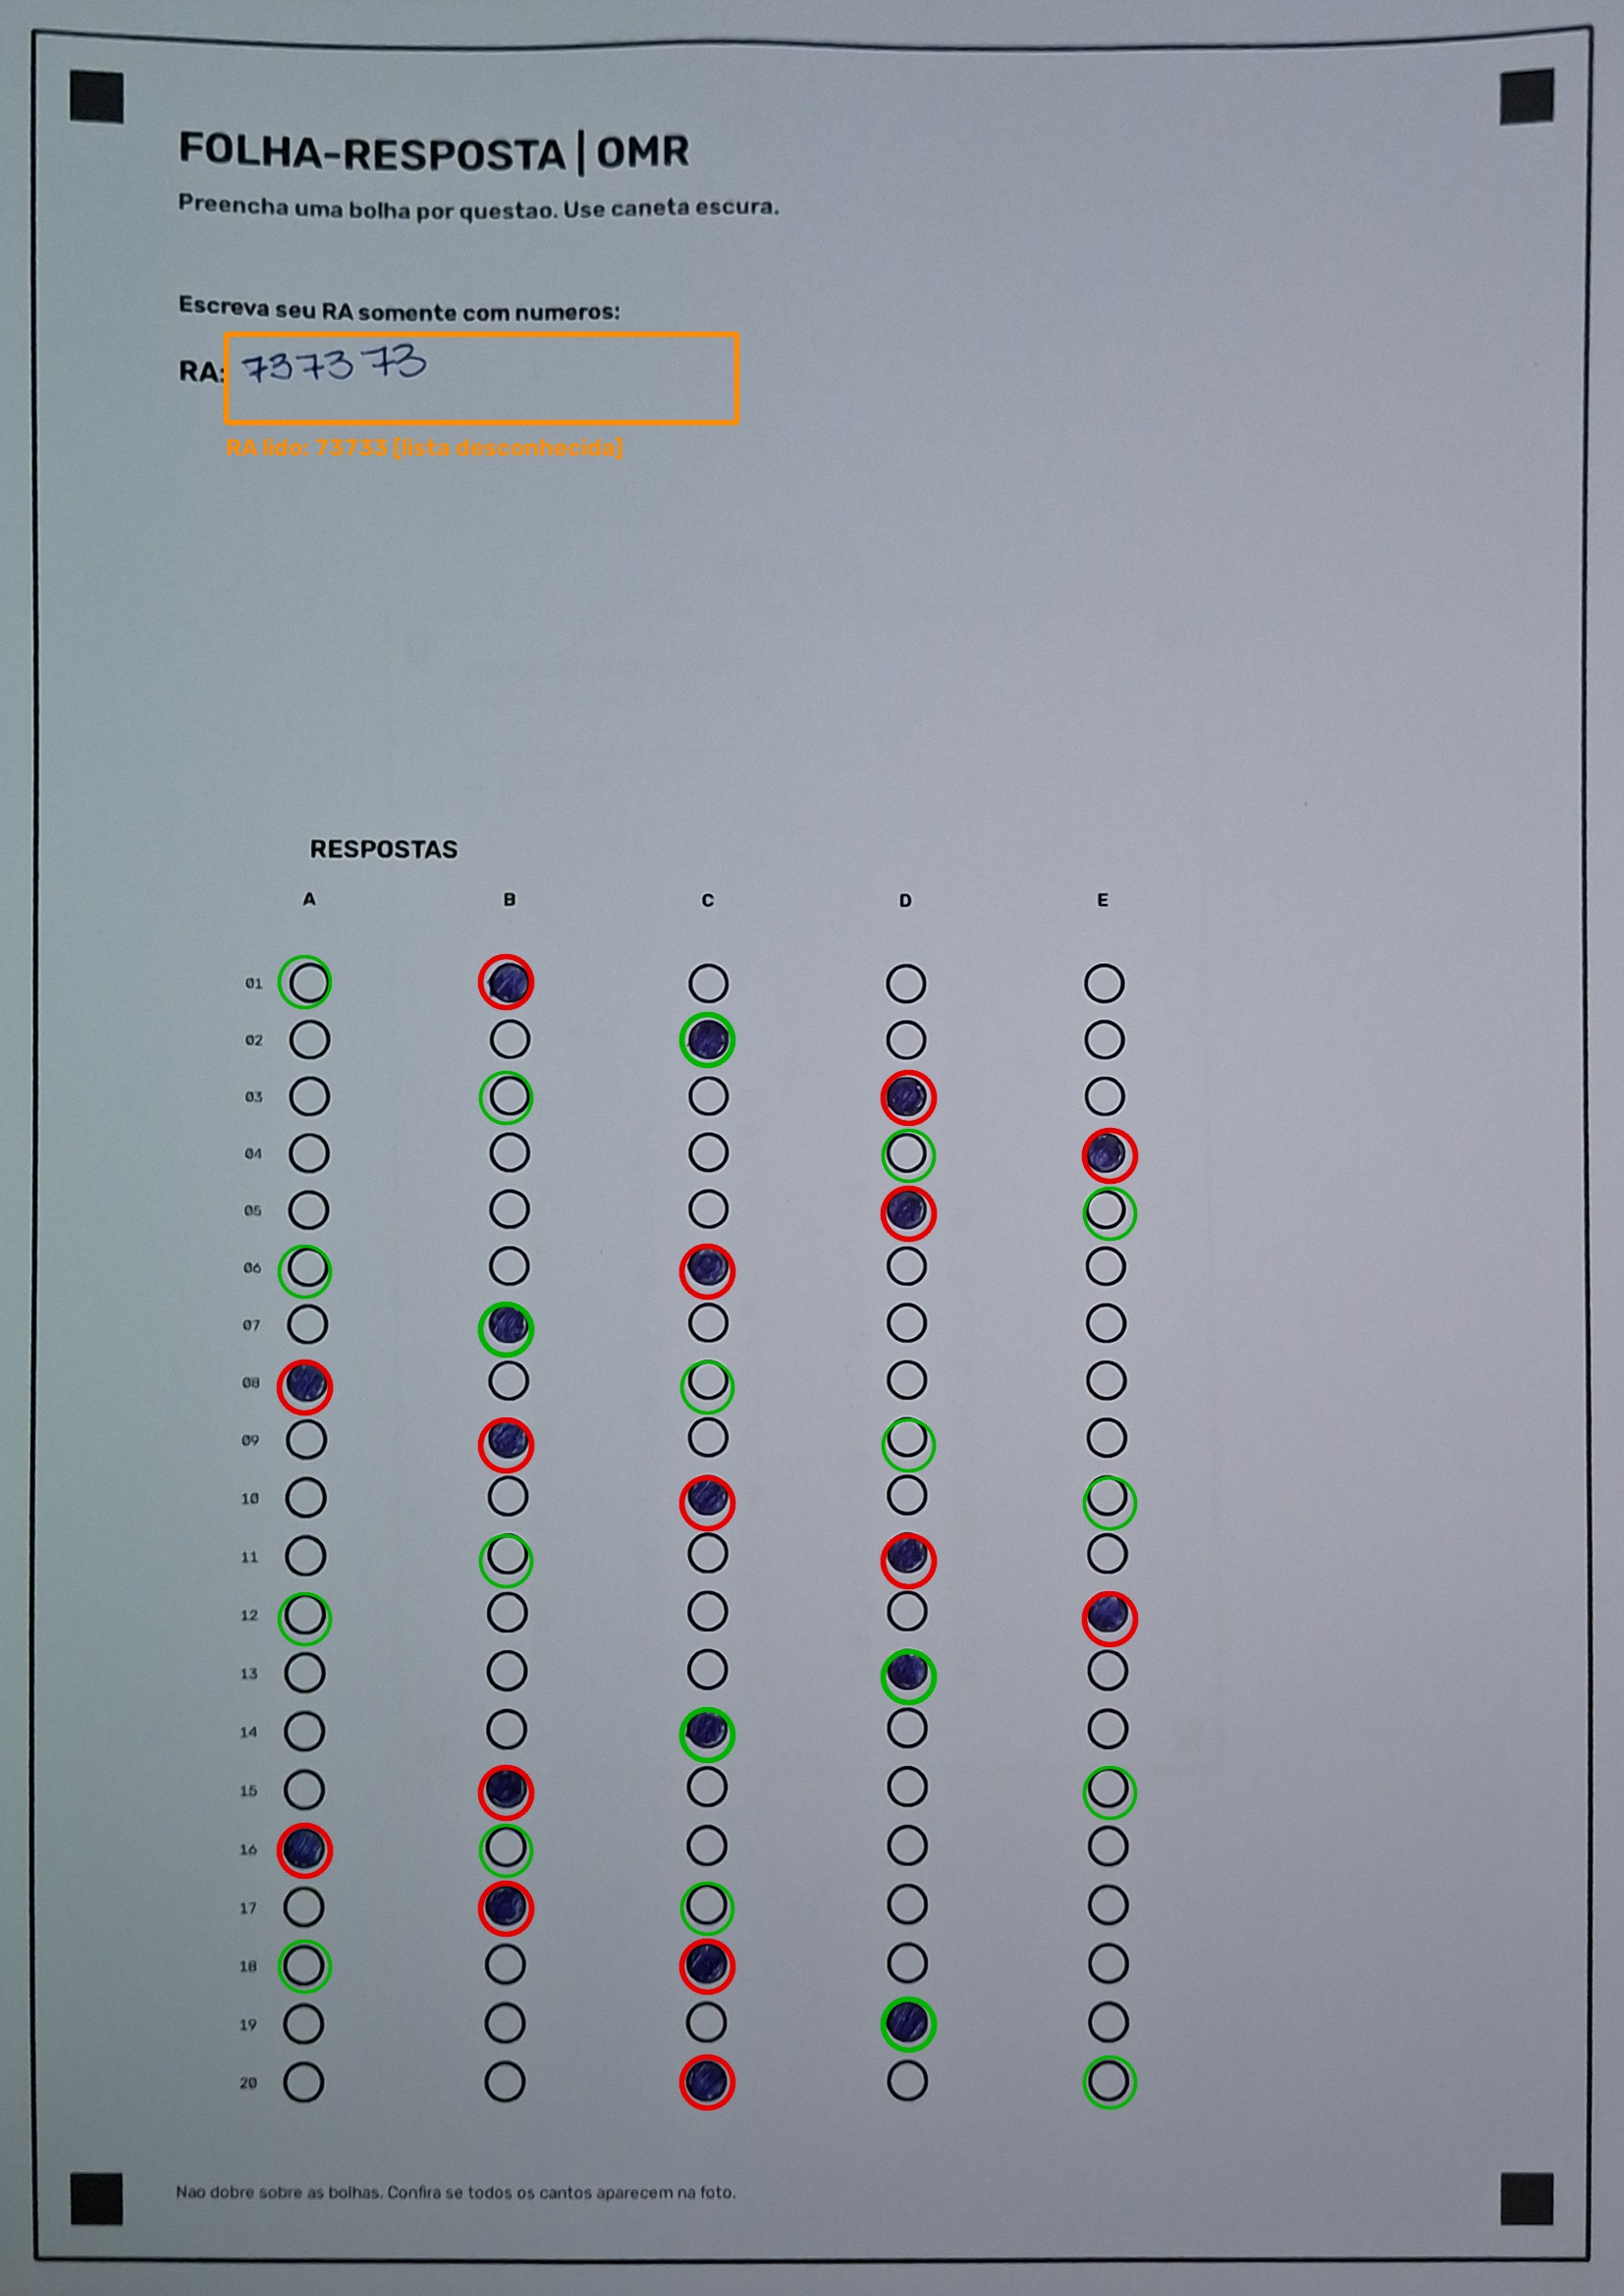 FOLHA-RESPOSTA | OMR
Preencha uma bolha por questao. Use caneta escura.
Escreva seu RA somente com numeros:
RA: 737373
RA lido: 73733 [lista desconhecida]
RESPOSTAS
A B C D E
01
02
03
04
05
06
07
08
09
10
11
12
13
14
15
16
17
18
19
20
Nao dobre sobre as bolhas. Confira se todos os cantos aparecem na foto.